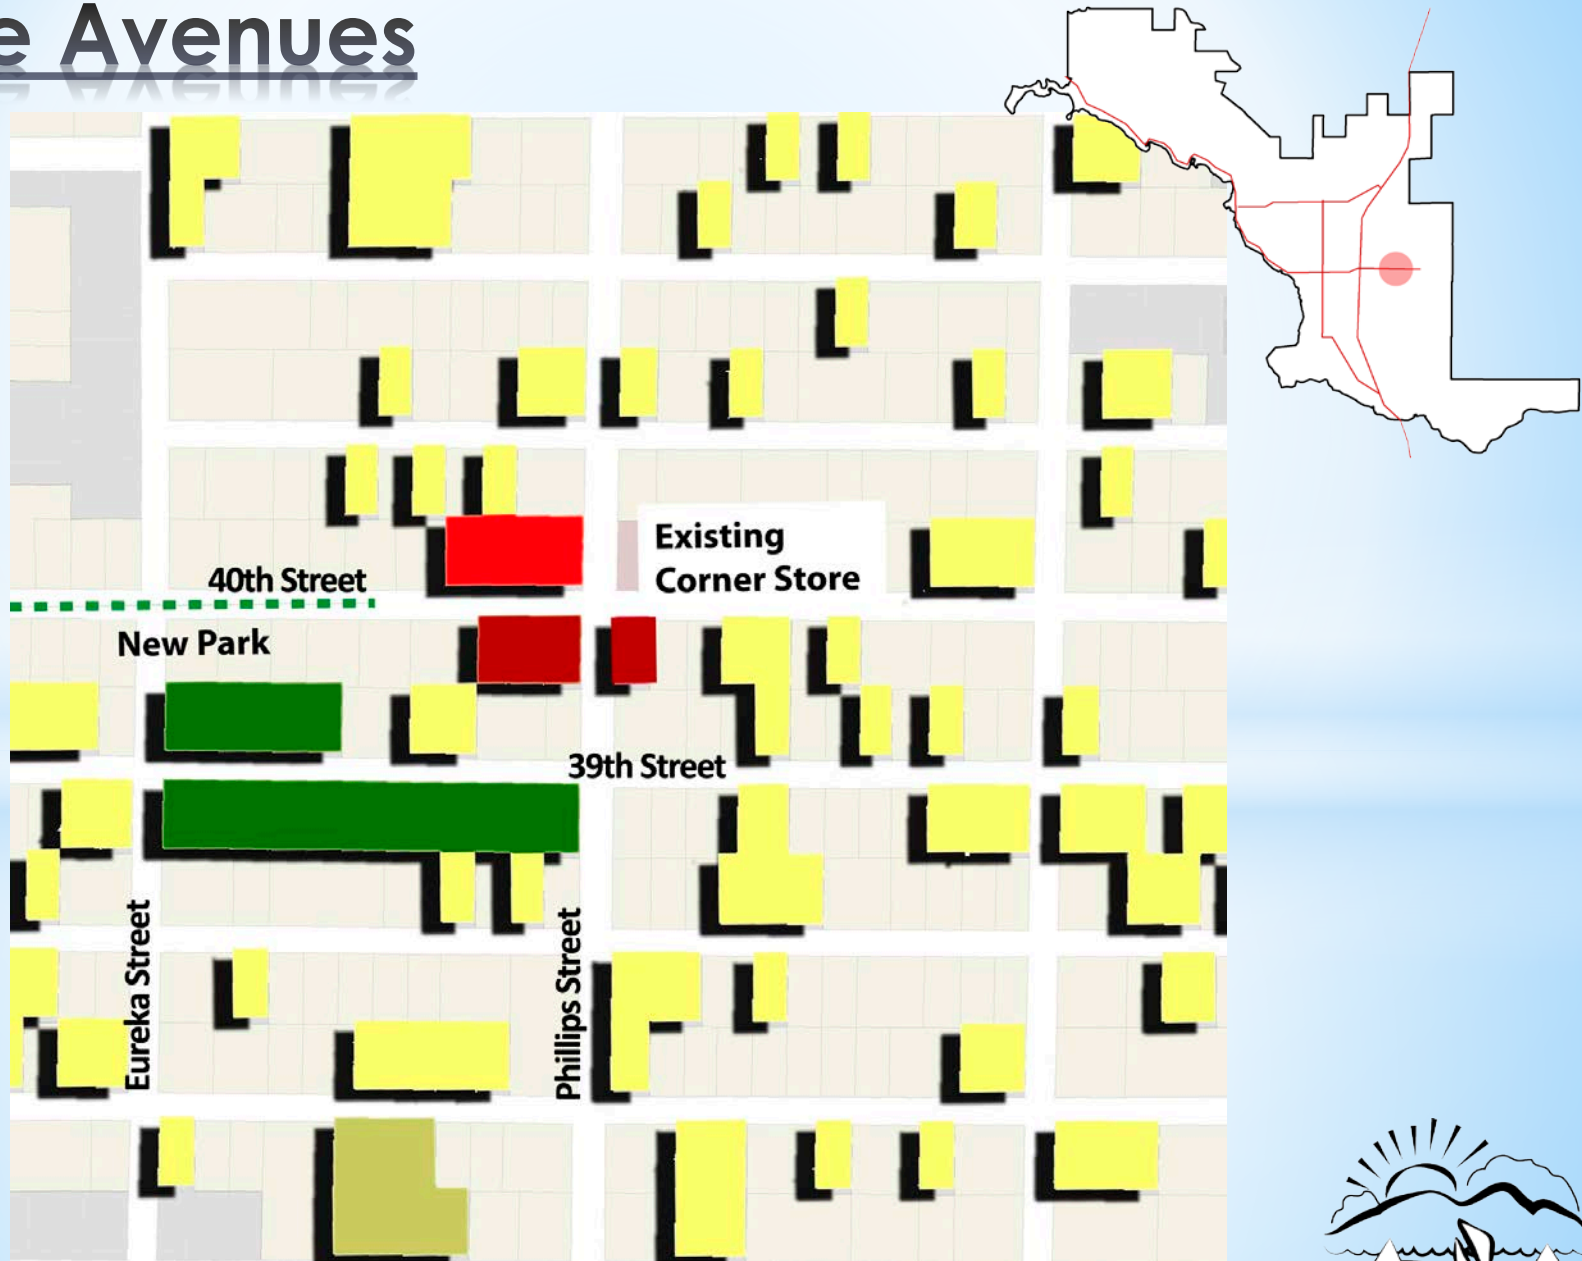 e Avenues
Existing
Corner Store
40th Street
New Park
39th Street
Eureka Street
Phillips Street